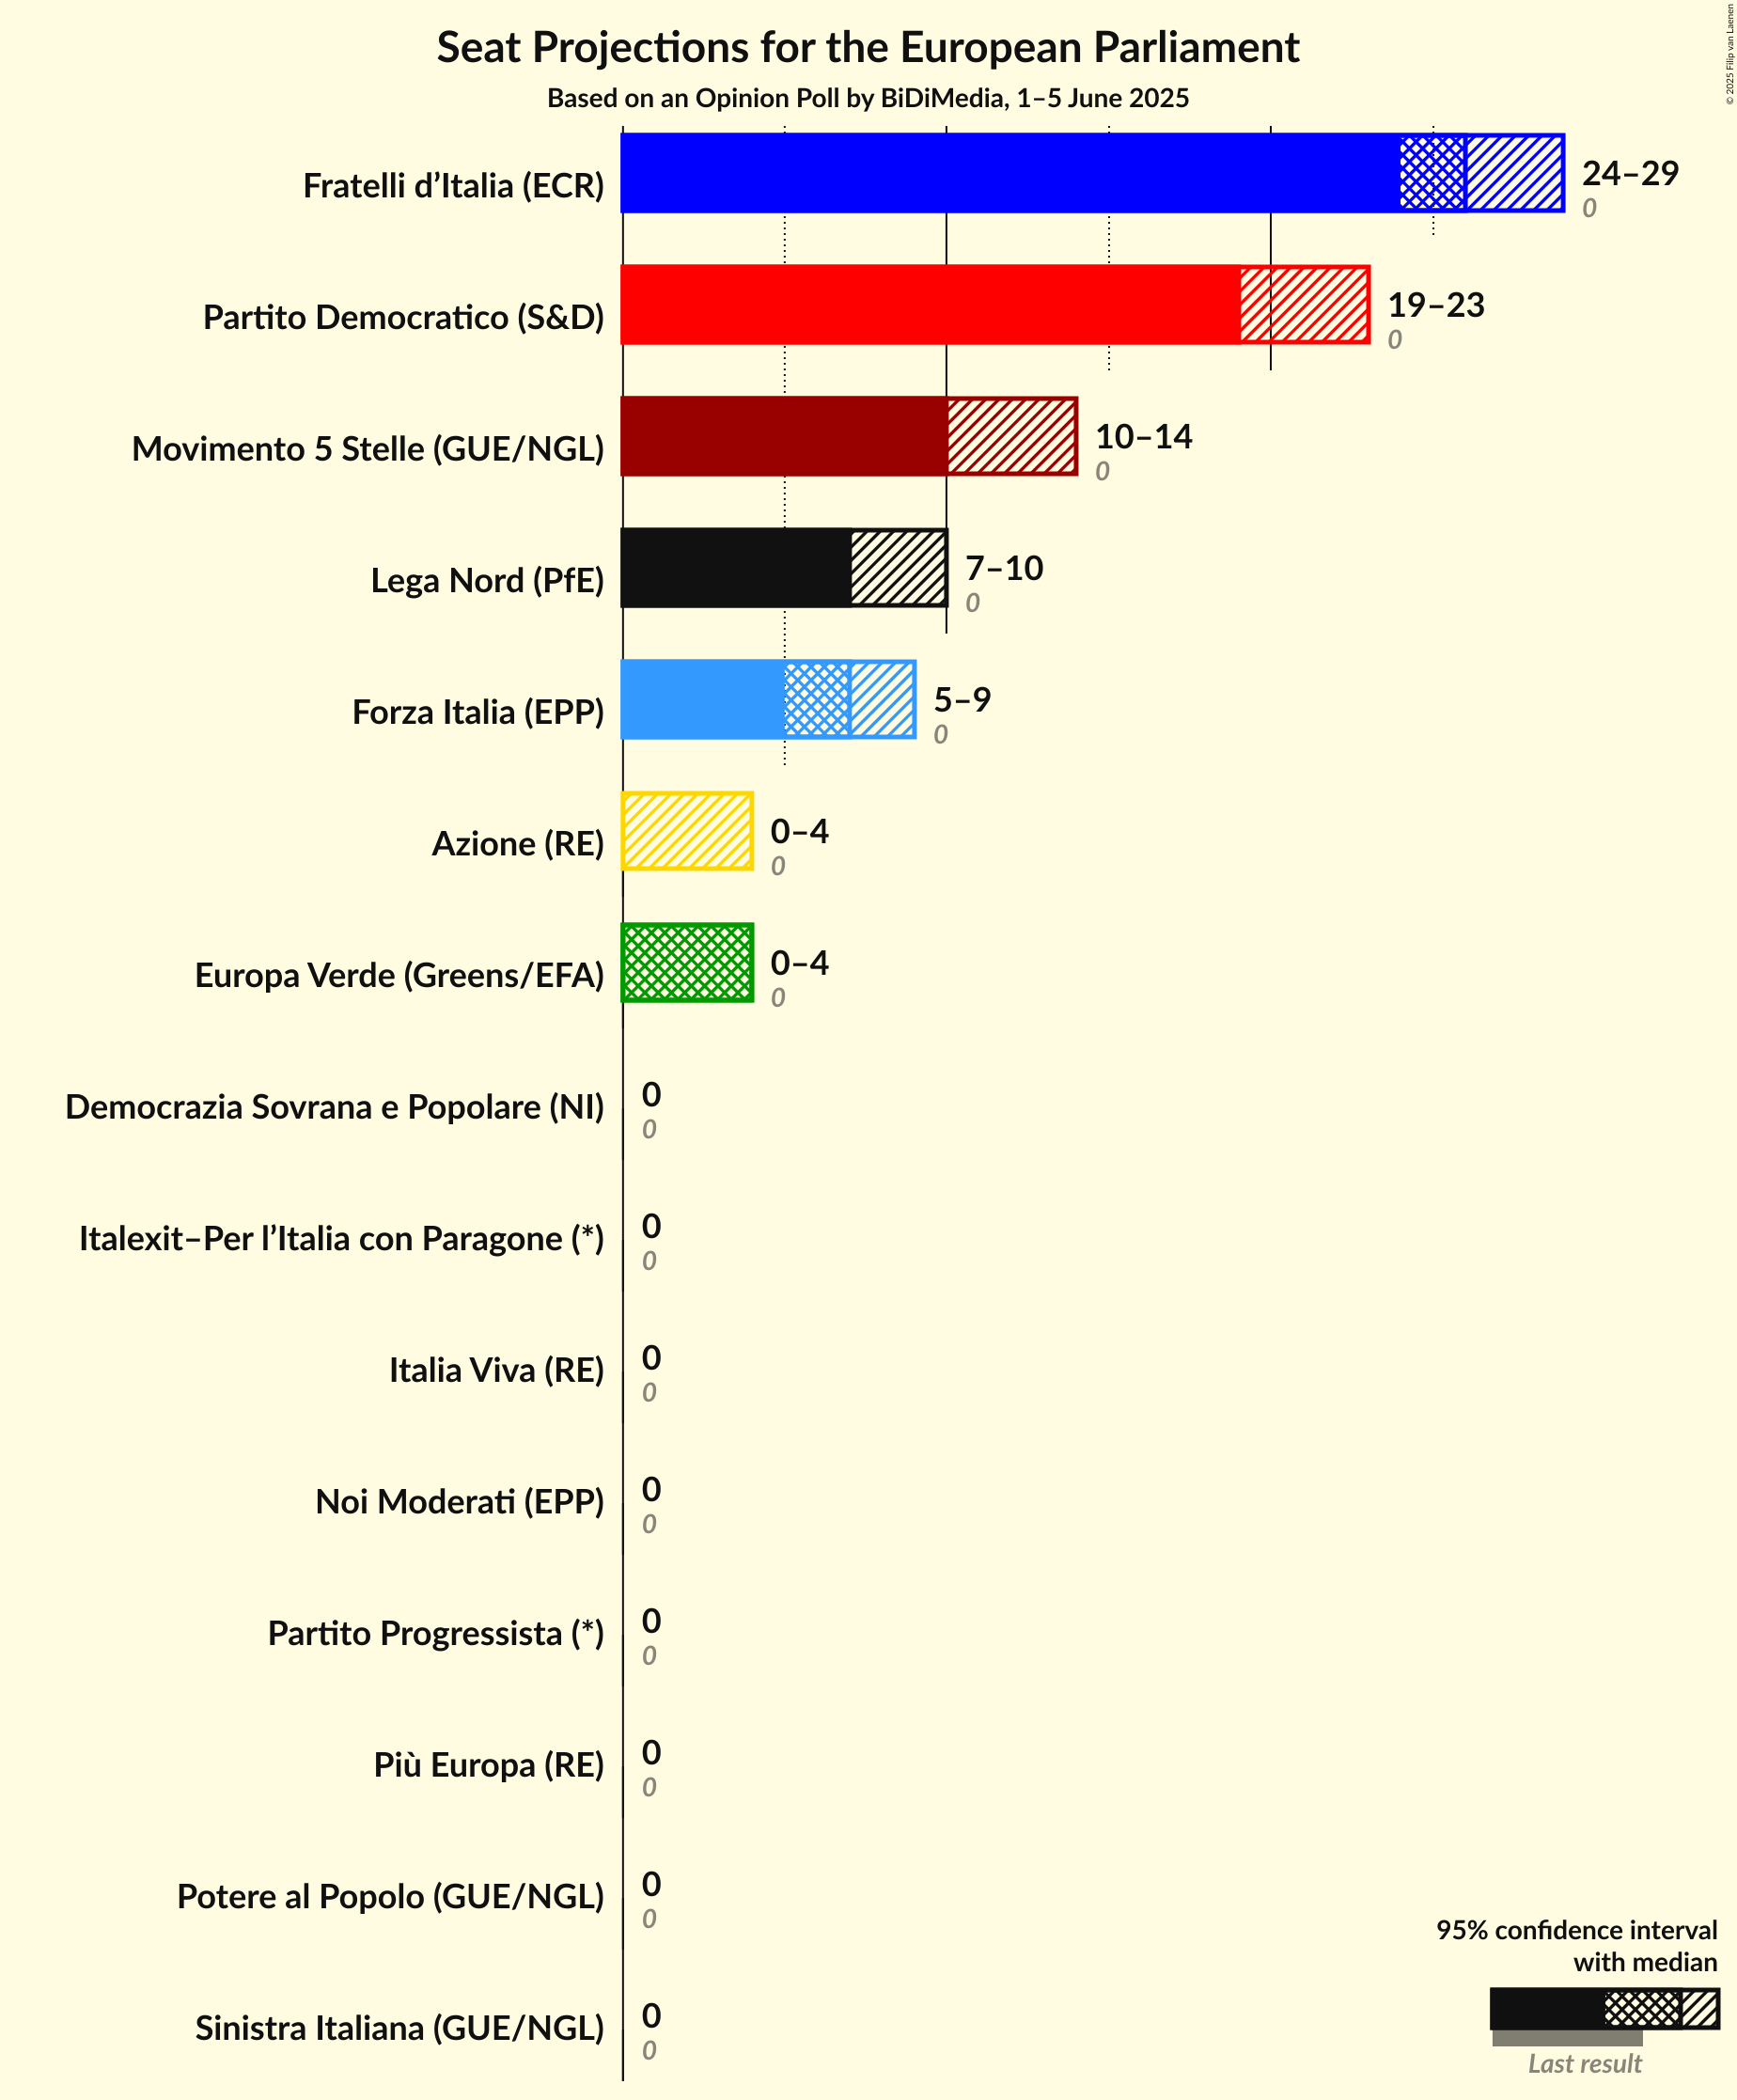 © 2025 Filip van Laenen
Seat Projections for the European Parliament
Based on an Opinion Poll by BiDiMedia, 1–5 June 2025
Fratelli d’Italia (ECR)
24–29
0
Partito Democratico (S&D)
19–23
0
Movimento 5 Stelle (GUE/NGL)
10–14
0
Lega Nord (PfE)
7–10
0
Forza Italia (EPP)
5–9
0
Azione (RE)
0–4
0
Europa Verde (Greens/EFA)
0–4
0
Democrazia Sovrana e Popolare (NI)
0
0
Italexit–Per l’Italia con Paragone (*)
0
0
Italia Viva (RE)
0
0
Noi Moderati (EPP)
0
0
Partito Progressista (*)
0
0
Più Europa (RE)
0
0
Potere al Popolo (GUE/NGL)
0
0
Sinistra Italiana (GUE/NGL)
0
0
95% confidence interval
with median
Last result